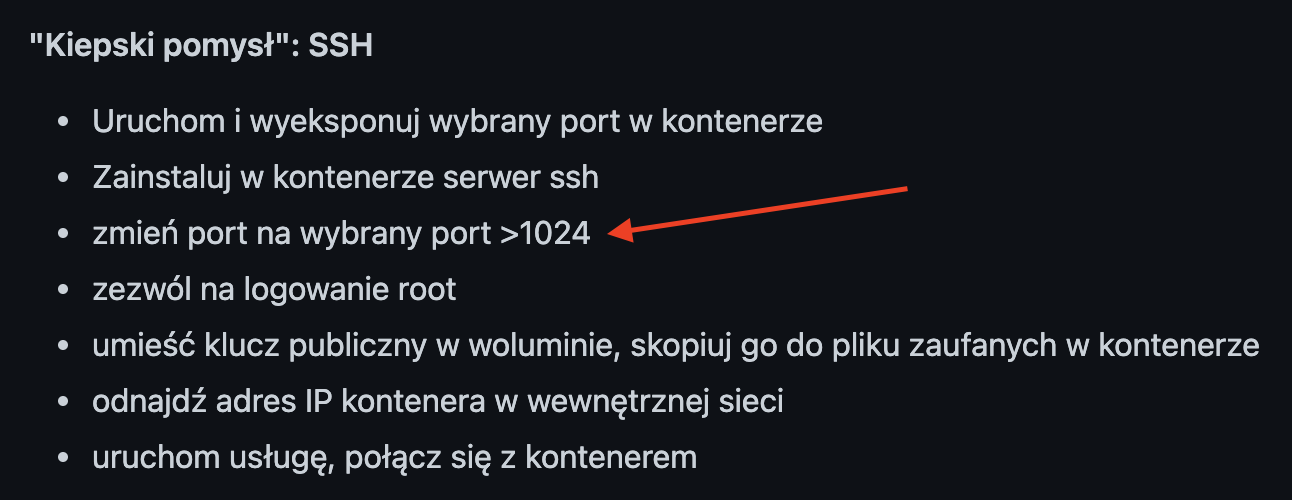 "Kiepski pomysł": SSH
• Uruchom i wyeksponuj wybrany port w kontenerze
• Zainstaluj w kontenerze serwer ssh
• zmień port na wybrany port >1024
• zezwól na logowanie root
• umieść klucz publiczny w woluminie, skopiuj go do pliku zaufanych w kontenerze
• odnajdź adres IP kontenera w wewnętrznej sieci
• uruchom usługę, połącz się z kontenerem